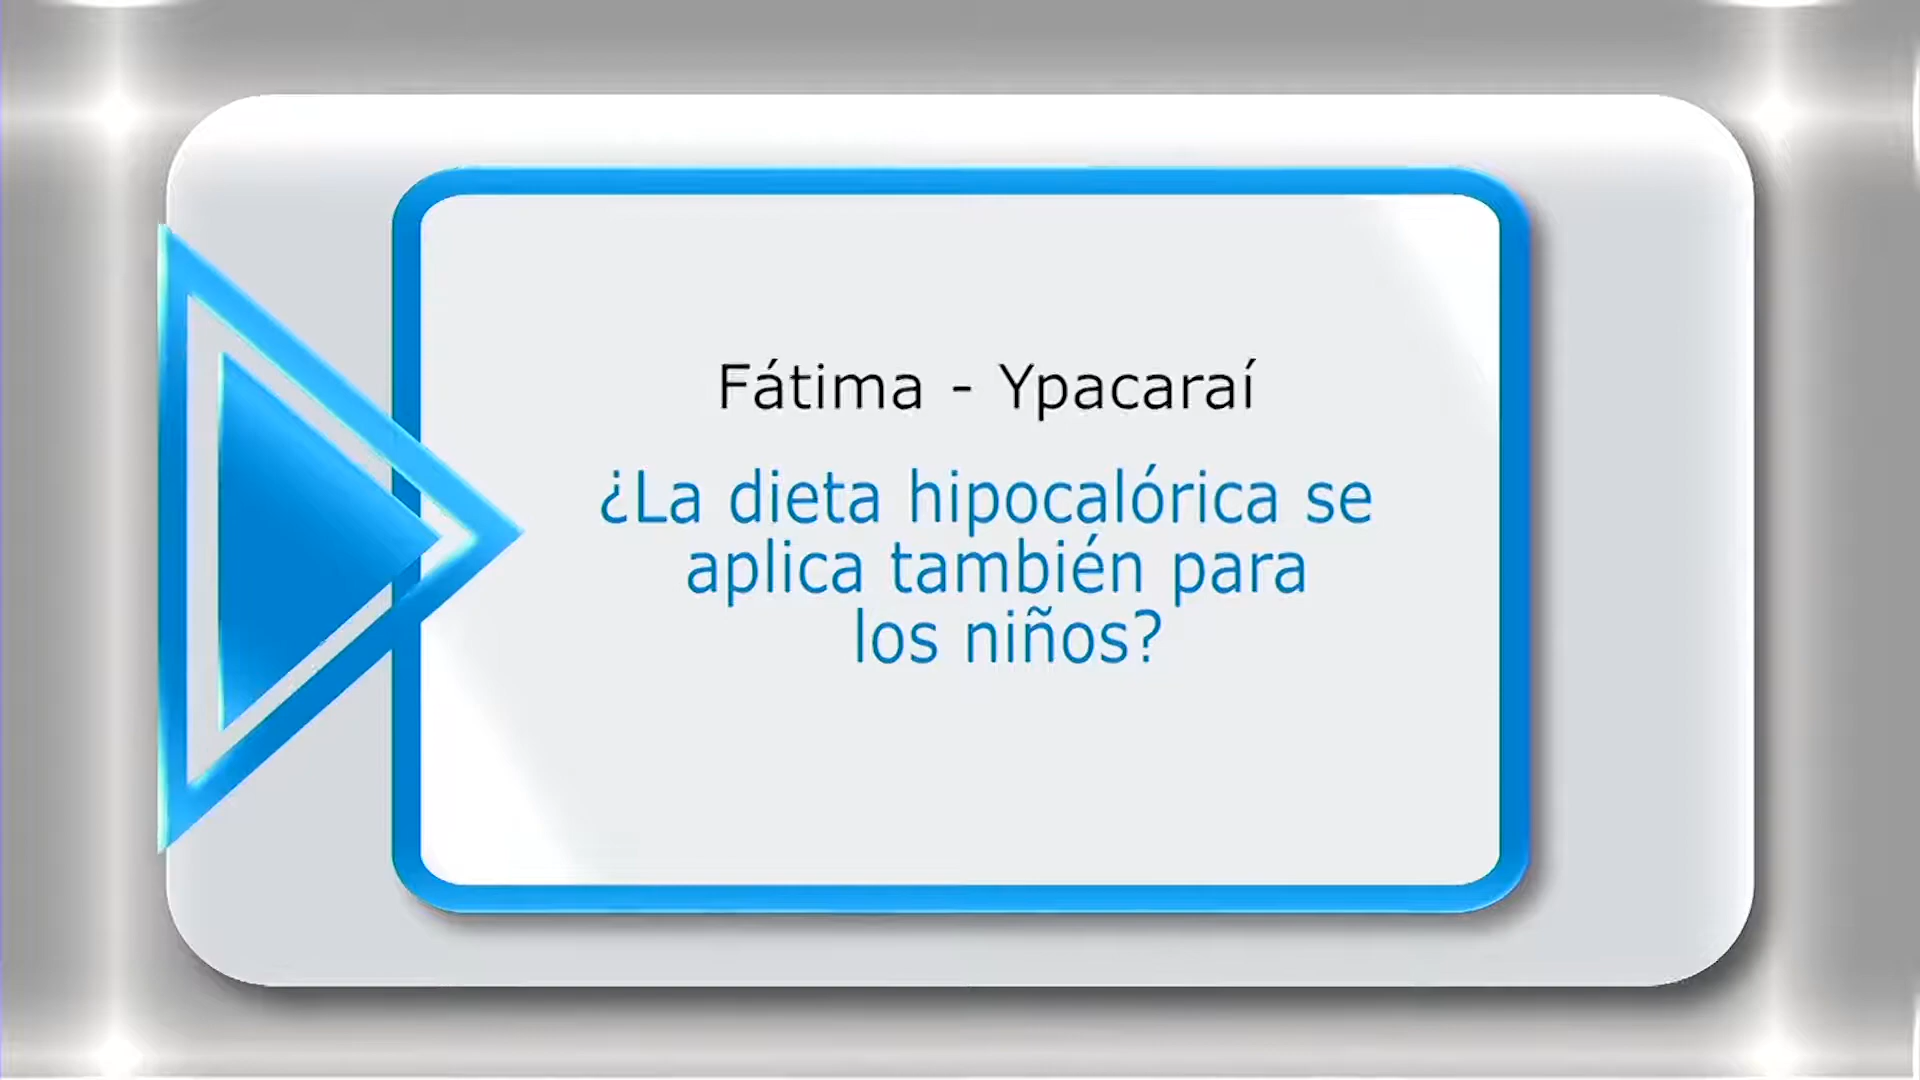 Fátima - Ypacaraí
¿La dieta hipocalórica se
aplica también para
los niños?